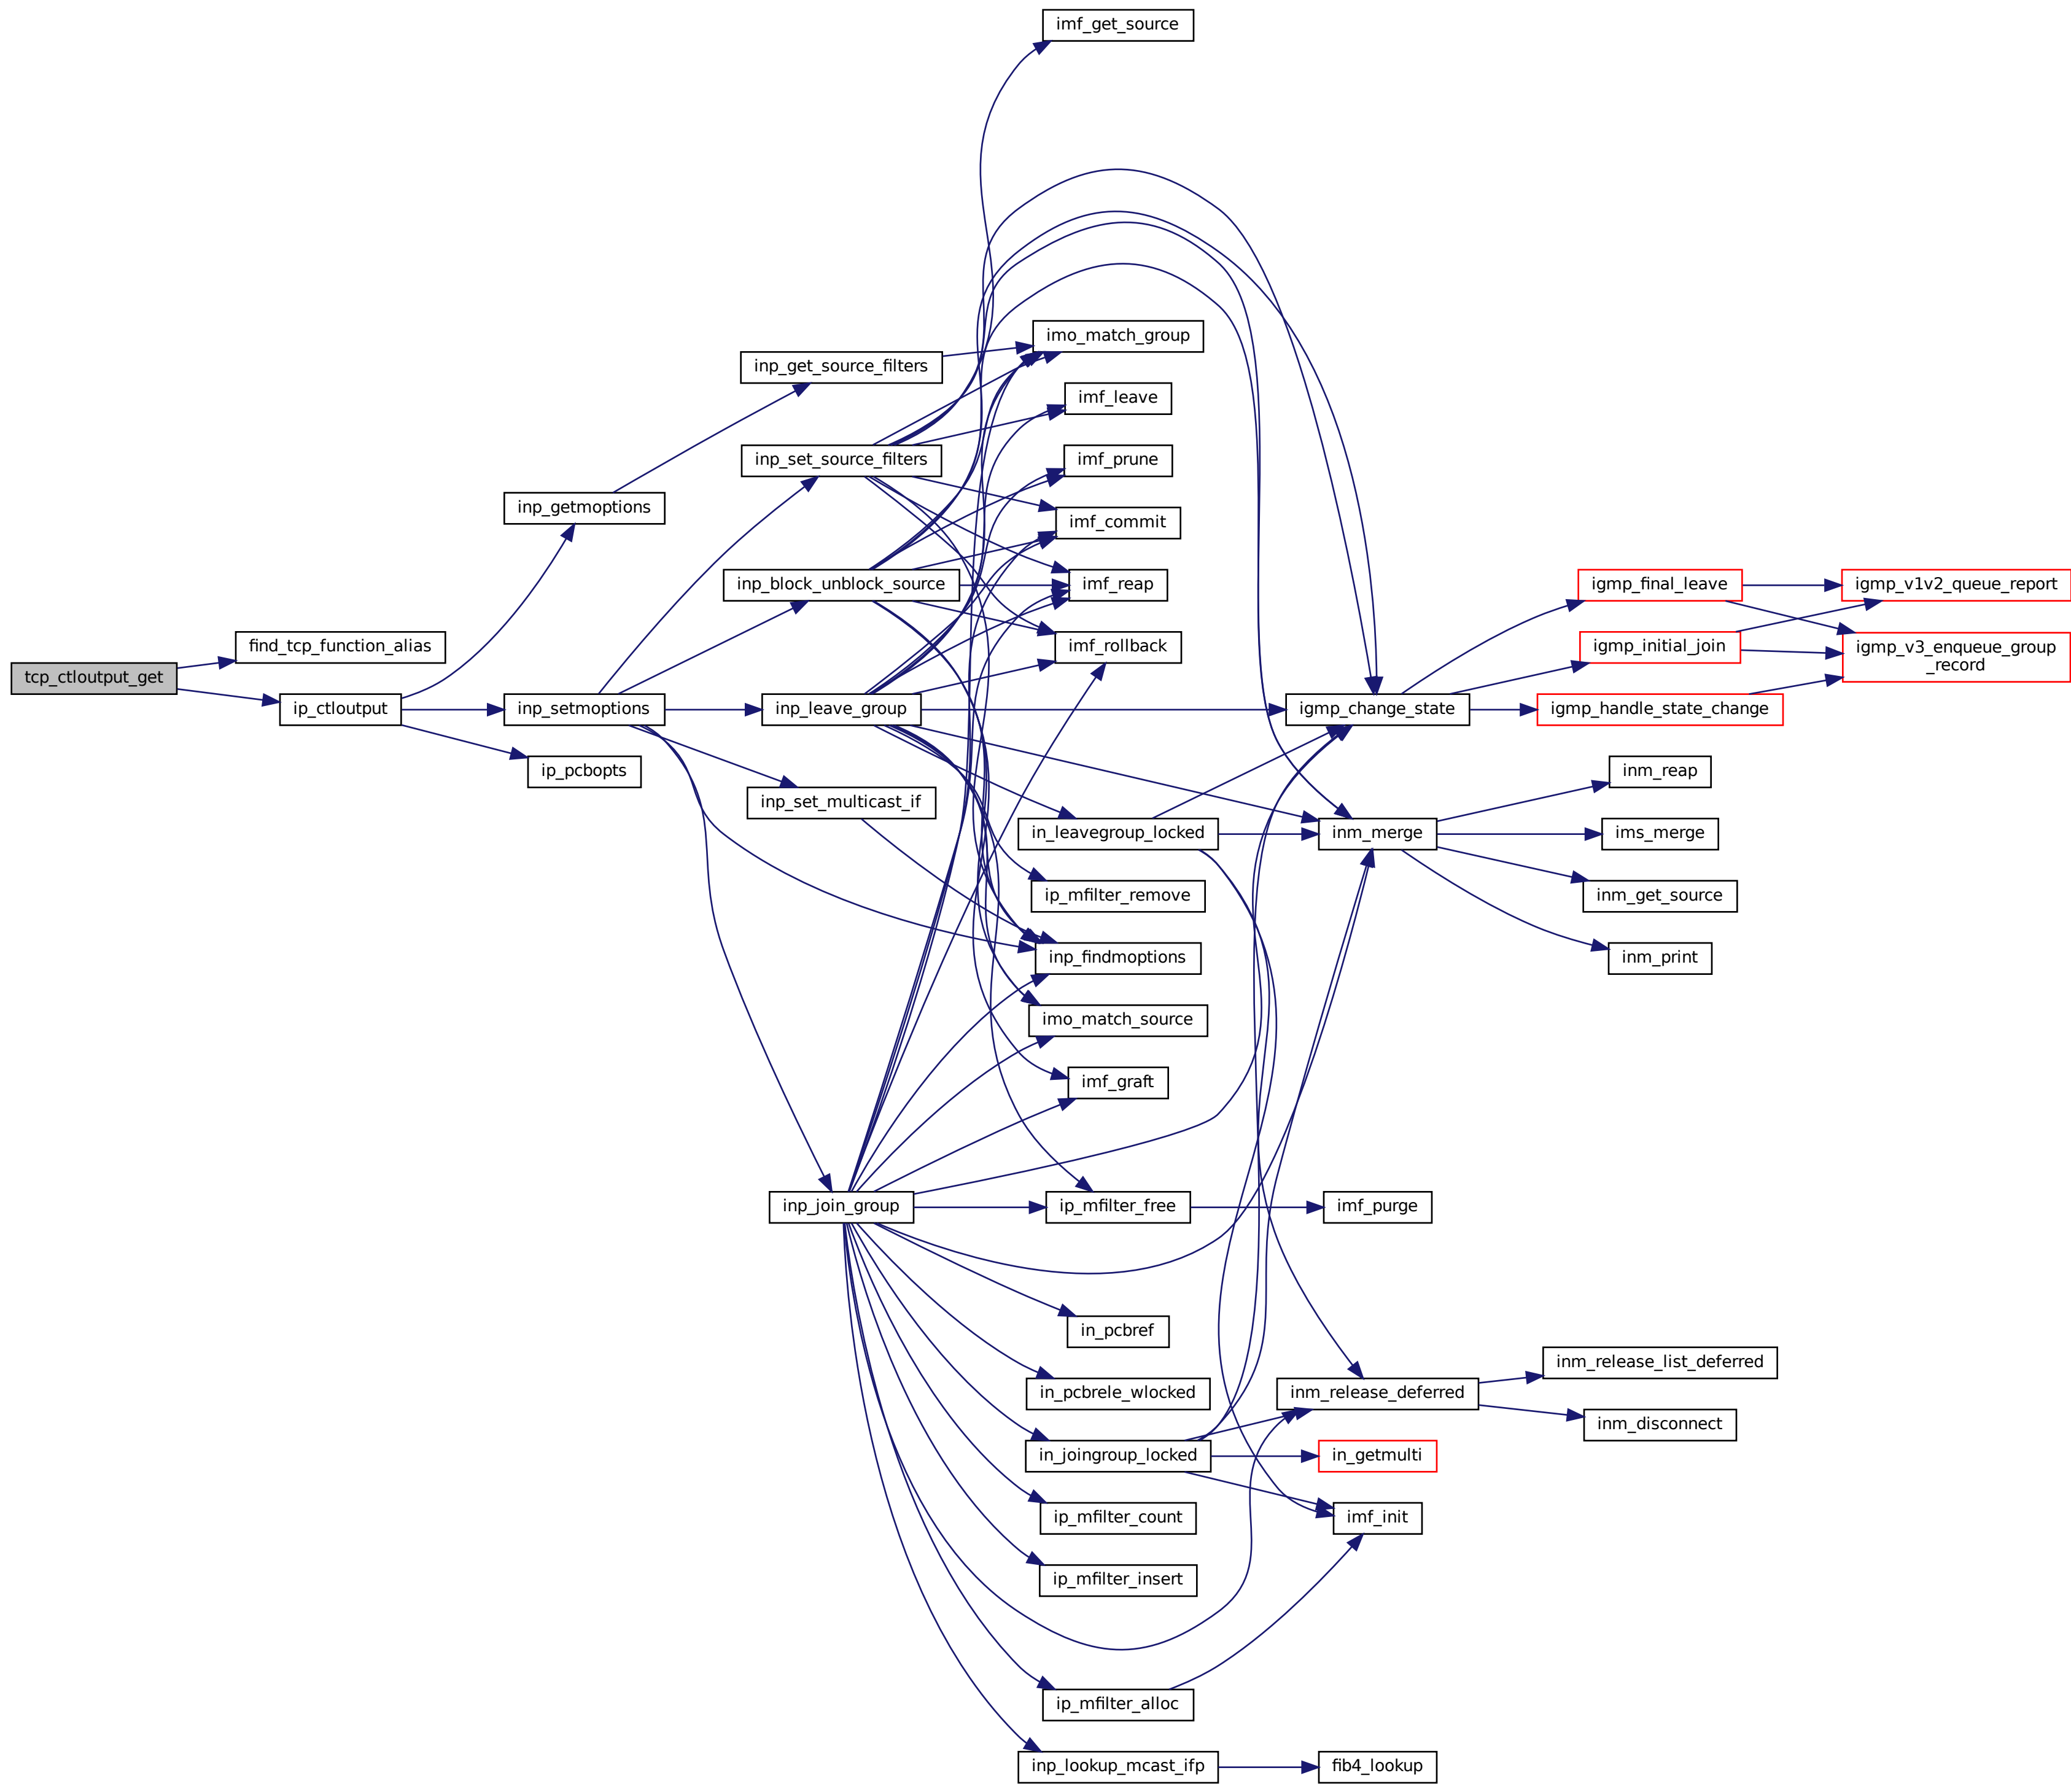 imf_get_source
imo_match_group
inp_get_source_filters
imf_leave
inp_set_source_filters
imf_prune
inp_getmoptions
imf_commit
inp_block_unblock_source
imf_reap
igmp_final_leave
igmp_v1v2_queue_report
find_tcp_function_alias
imf_rollback
igmp_initial_join
igmp_v3_enqueue_group
_record
tcp_ctloutput_get
ip_ctloutput
inp_setmoptions
inp_leave_group
igmp_change_state
igmp_handle_state_change
ip_pcbopts
inm_reap
inp_set_multicast_if
in_leavegroup_locked
inm_merge
ims_merge
ip_mfilter_remove
inm_get_source
inp_findmoptions
inm_print
imo_match_source
imf_graft
inp_join_group
ip_mfilter_free
imf_purge
in_pcbref
inm_release_list_deferred
in_pcbrele_wlocked
inm_release_deferred
inm_disconnect
in_joingroup_locked
in_getmulti
ip_mfilter_count
imf_init
ip_mfilter_insert
ip_mfilter_alloc
inp_lookup_mcast_ifp
fib4_lookup